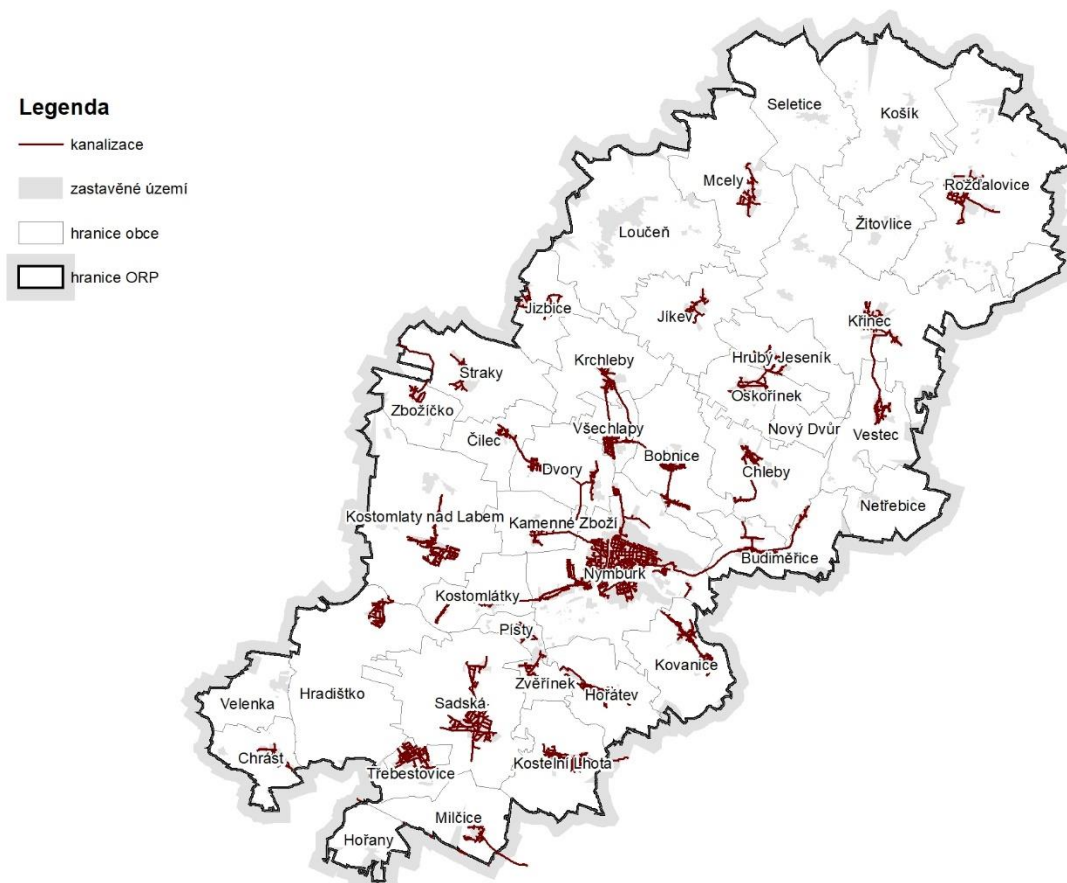 Legenda
kanalizace
zastavěné území
hranice obce
hranice ORP
Seletice
Košík
Mcely
Rožďalovice
Žitovlice
Loučeň
Jizbice
Jíkev
Křinec
Hrubý Jeseník
Krchleby
Straky
Oskořínek
Zbožíčko
Všechlapy
Nový Dvůr
Vestec
Čilec
Bobnice
Dvory
Chleby
Netřebice
Kostomlaty nad Labem
Kamenné Zboží
Budiměřice
Nymburk
Kostomlátky
Písty
Kovanice
Zvěřínek
Hořátev
Velenka
Hradištko
Sadská
Chrást
Třebestovice
Kostelní Lhota
Milčice
Hořany